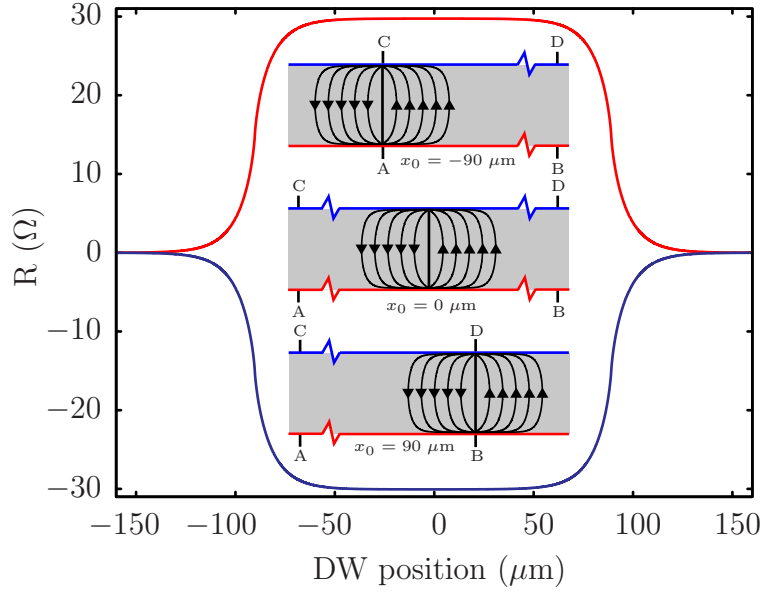 30
20
10
0
−10
−20
−30
R (Ω)
C
D
A
x₀ = −90 μm
B
C
D
A
x₀ = 0 μm
B
C
D
A
x₀ = 90 μm
B
−150
−100
−50
0
50
100
150
DW position (μm)